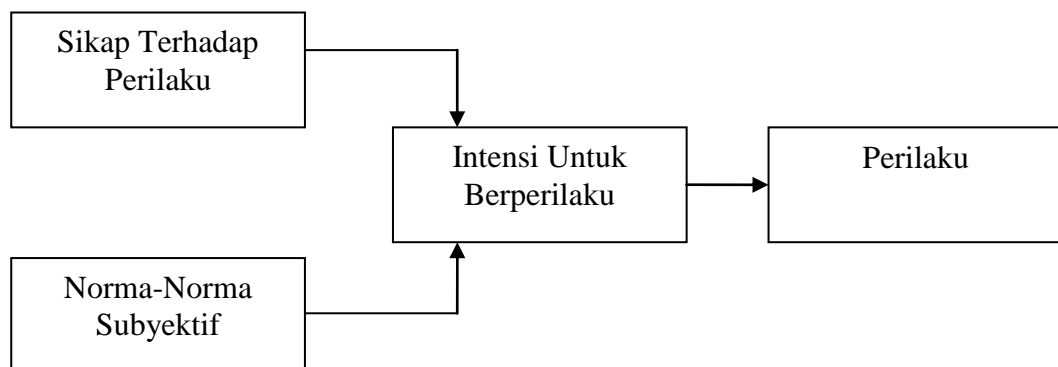 Sikap Terhadap
Perilaku
Intensi Untuk
Berperilaku
Perilaku
Norma-Norma
Subyektif